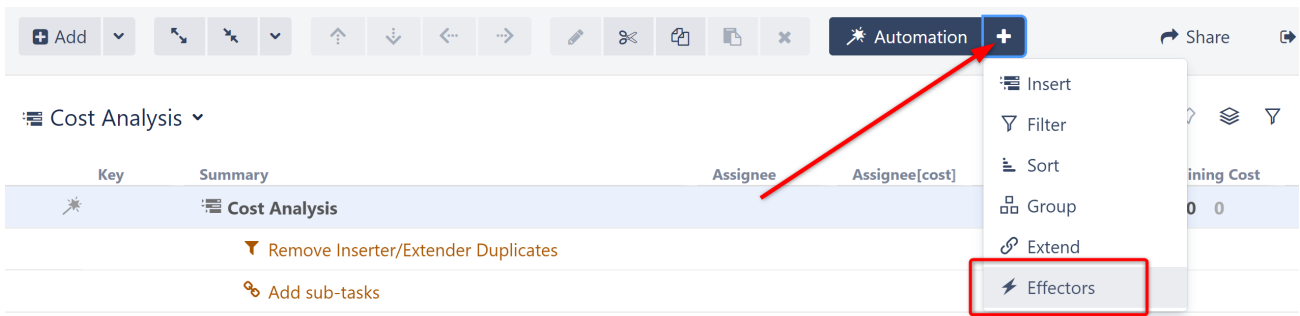 Add
Automation
Share
Insert
Cost Analysis
Filter
Key Summary Assignee Assignee[cost] Sort ining Cost
Cost Analysis Group 0 0
Remove Inserter/Extender Duplicates Extend
Add sub-tasks Effectors